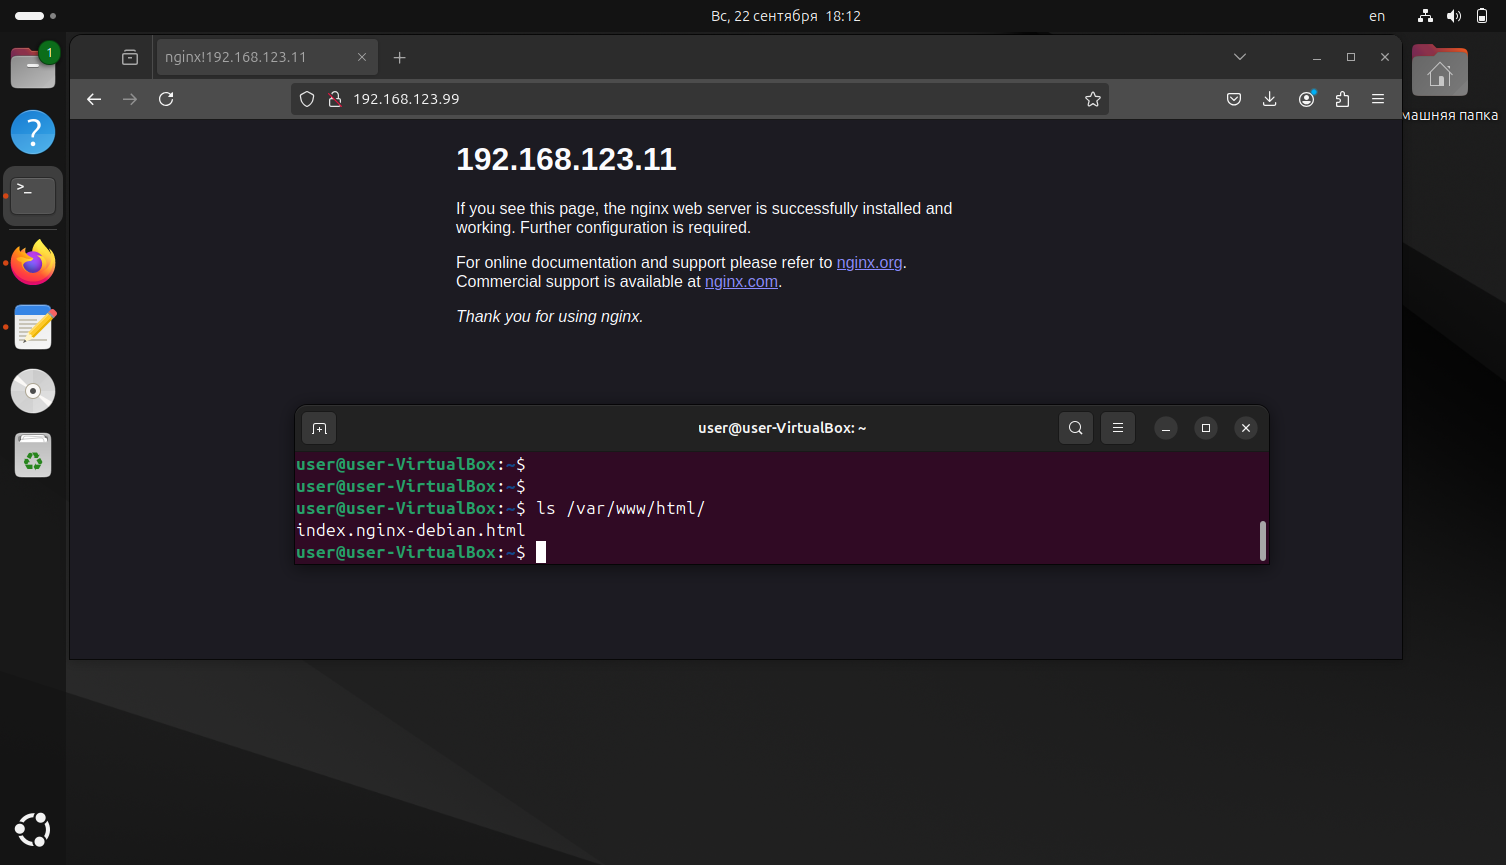 Вс, 22 сентября 18:12
en
1
nginx!192.168.123.11
192.168.123.99
машняя папка
192.168.123.11
If you see this page, the nginx web server is successfully installed and
working. Further configuration is required.
For online documentation and support please refer to nginx.org.
Commercial support is available at nginx.com.
Thank you for using nginx.
user@user-VirtualBox: ~
user@user-VirtualBox:~$
user@user-VirtualBox:~$
user@user-VirtualBox:~$ ls /var/www/html/
index.nginx-debian.html
user@user-VirtualBox:~$